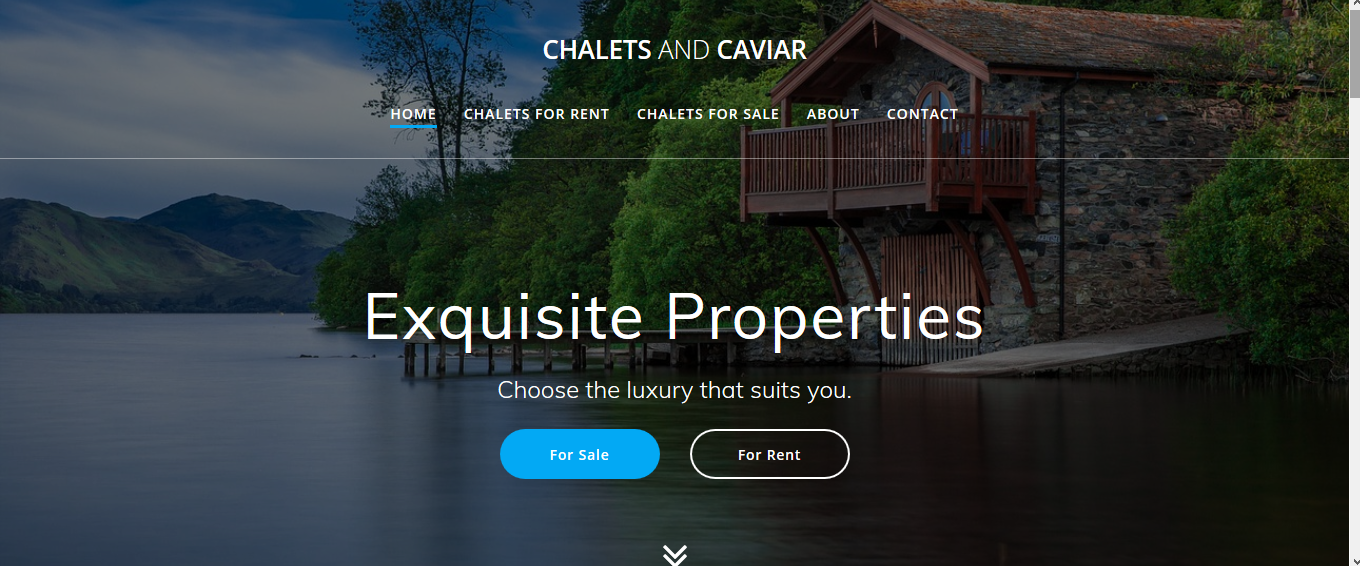 CHALETS AND CAVIAR
HOME CHALETS FOR RENT CHALETS FOR SALE ABOUT CONTACT
Exquisite Properties
Choose the luxury that suits you.
For Sale For Rent